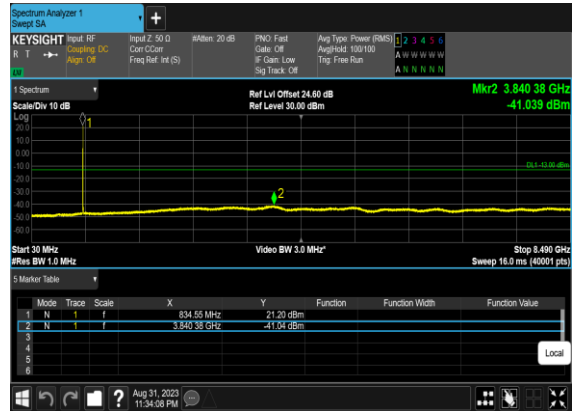 Spectrum Analyzer 1
Swept SA
+
KEYSIGHT Input: RF Input Z: 50 Ω #Atten: 20 dB PNO: Fast Avg Type: Power (RMS) 1 2 3 4 5 6
R T Coupling: DC Corr CCorr Gate: Off Avg|Hold: 100/100 A W W W W W
Align: Off Freq Ref: Int (S) IF Gain: Low Trig: Free Run
LW Sig Track: Off A N N N N N
1 Spectrum Ref Lvl Offset 24.60 dB Mkr2 3.840 38 GHz
Scale/Div 10 dB Ref Level 30.00 dBm -41.039 dBm
Log
20.0 1
10.0
0.00
-10.0 DL1 -13.00 dBm
-20.0
-30.0
-40.0 2
-50.0
-60.0
Start 30 MHz Video BW 3.0 MHz* Stop 8.490 GHz
#Res BW 1.0 MHz Sweep 16.0 ms (40001 pts)
5 Marker Table
Mode Trace Scale X Y Function Function Width Function Value
1 N 1 f 834.55 MHz 21.20 dBm
2 N 1 f 3.840 38 GHz -41.04 dBm
3
4
5
6
Local
? Aug 31, 2023
11:34:08 PM